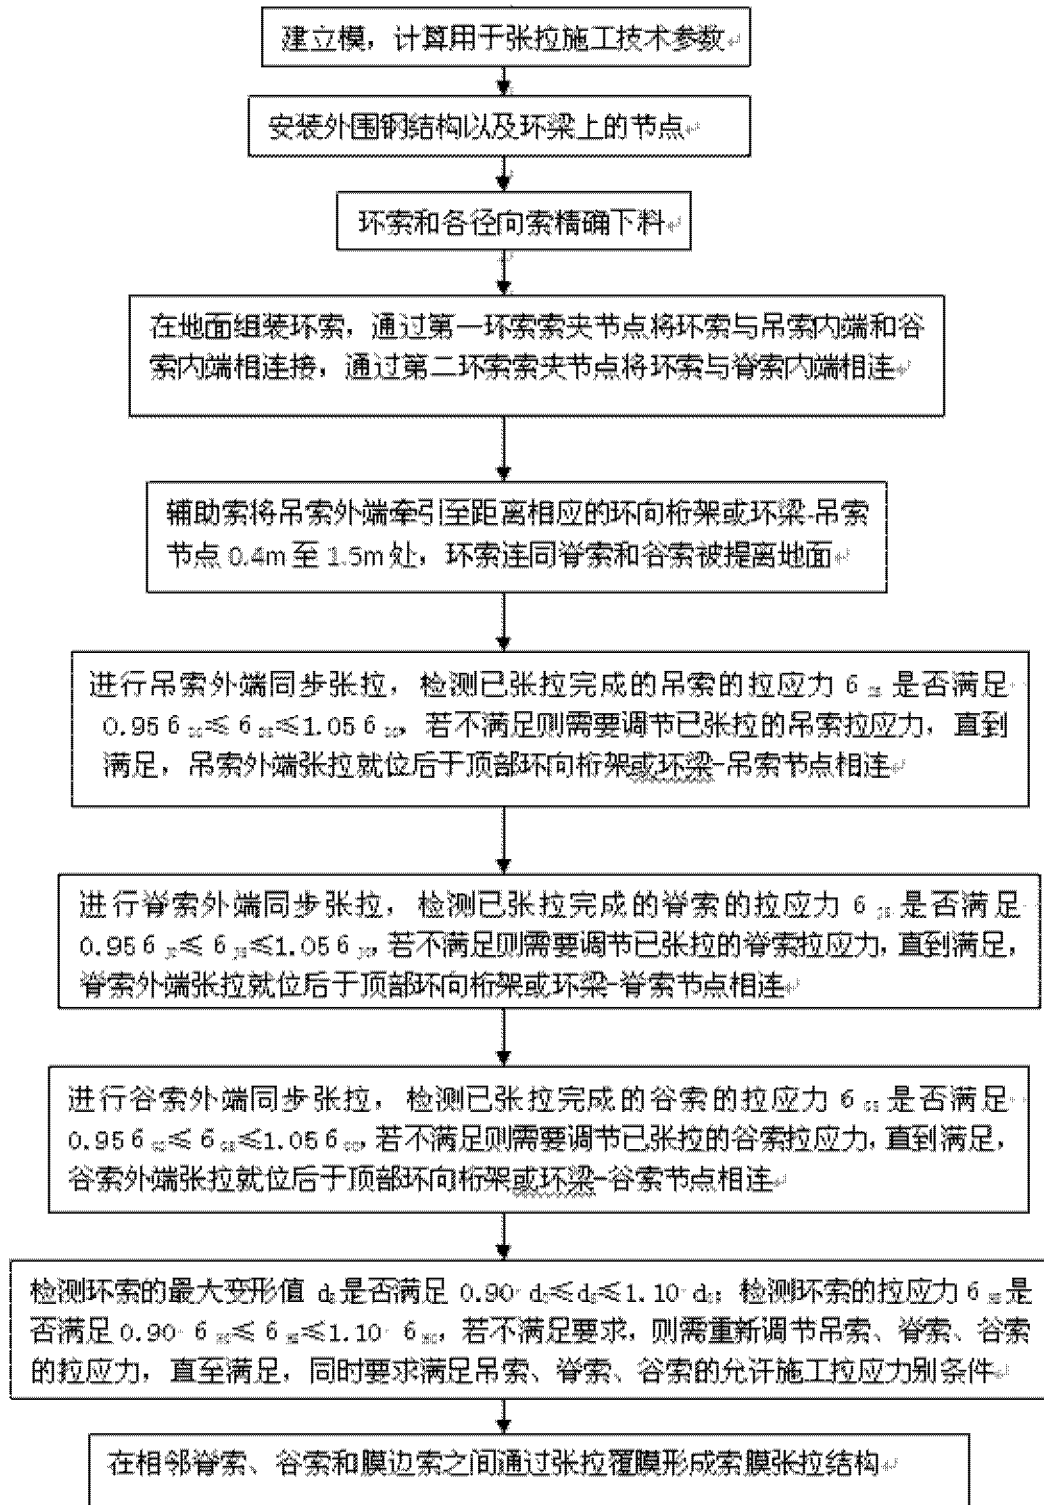 建立模，计算用于张拉施工技术参数
安装外围钢结构以及环梁上的节点
环索和各径向索精确下料
在地面组装环索，通过第一环索索夹节点将环索与吊索内端和谷
索内端相连接，通过第二环索索夹节点将环索与脊索内端相连
辅助索将吊索外端牵引至距离相应的环向桁架或环梁-吊索
节点 0.4m 至 1.5m 处，环索连同脊索和谷索被提离地面
进行吊索外端同步张拉，检测已张拉完成的吊索的拉应力 б 是否满足
0.95б ≤ б ≤1.05б ，若不满足则需要调节已张拉的吊索拉应力，直到
满足，吊索外端张拉就位后于顶部环向桁架或环梁-吊索节点相连
进行脊索外端同步张拉，检测已张拉完成的脊索的拉应力 б 是否满足
0.95б ≤ б ≤1.05б ，若不满足则需要调节已张拉的脊索拉应力，直到满足，
脊索外端张拉就位后于顶部环向桁架或环梁-脊索节点相连
进行谷索外端同步张拉，检测已张拉完成的谷索的拉应力 б 是否满足
0.95б ≤ б ≤1.05б ，若不满足则需要调节已张拉的谷索拉应力，直到满足，
谷索外端张拉就位后于顶部环向桁架或环梁-谷索节点相连
检测环索的最大变形值 d 是否满足 0.90 d ≤d ≤1.10 d ；检测环索的拉应力 б 是
否满足 0.90 б ≤ б ≤1.10 б ，若不满足要求，则需重新调节吊索、脊索、谷索
的拉应力，直至满足，同时要求满足吊索、脊索、谷索的允许施工拉应力别条件
在相邻脊索、谷索和膜边索之间通过张拉覆膜形成索膜张拉结构